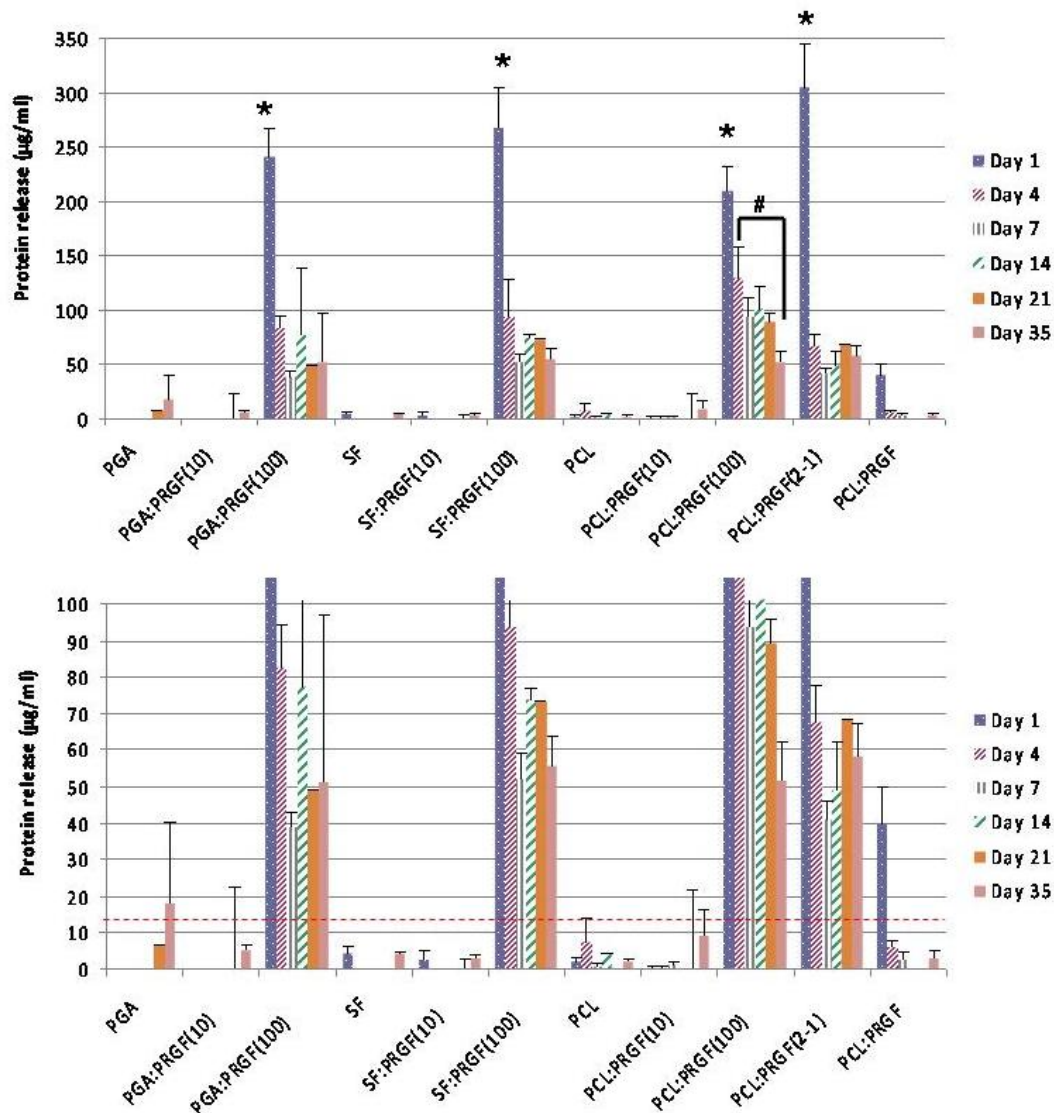 Protein release (µg/ml)
350
300
250
200
150
100
50
0
*
*
*
*
#
PGA
PGA:PRGF(10)
PGA:PRGF(100)
SF
SF:PRGF(10)
SF:PRGF(100)
PCL
PCL:PRGF(10)
PCL:PRGF(100)
PCL:PRGF(2-1)
PCL:PRGF
Day 1
Day 4
Day 7
Day 14
Day 21
Day 35
Protein release (µg/ml)
100
90
80
70
60
50
40
30
20
10
0
PGA
PGA:PRGF(10)
PGA:PRGF(100)
SF
SF:PRGF(10)
SF:PRGF(100)
PCL
PCL:PRGF(10)
PCL:PRGF(100)
PCL:PRGF(2-1)
PCL:PRGF
Day 1
Day 4
Day 7
Day 14
Day 21
Day 35